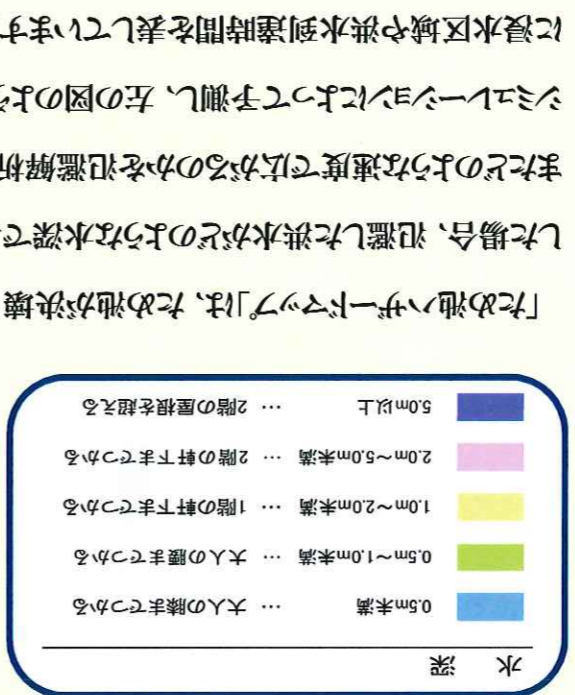 水 深
0.5m未満 … 大人の膝までつかる
0.5m～1.0m未満 … 大人の腰までつかる
1.0m～2.0m未満 … 1階の軒下までつかる
2.0m～5.0m未満 … 2階の軒下までつかる
5.0m以上 … 2階の屋根を超える
「ため池ハザードマップ」は、ため池が決壊
した場合、氾濫した洪水がどのような水深で
またどのような速度で広がるのかを氾濫解析
シミュレーションによって予測し、左の図のよう
に浸水区域や洪水到達時間を表しています